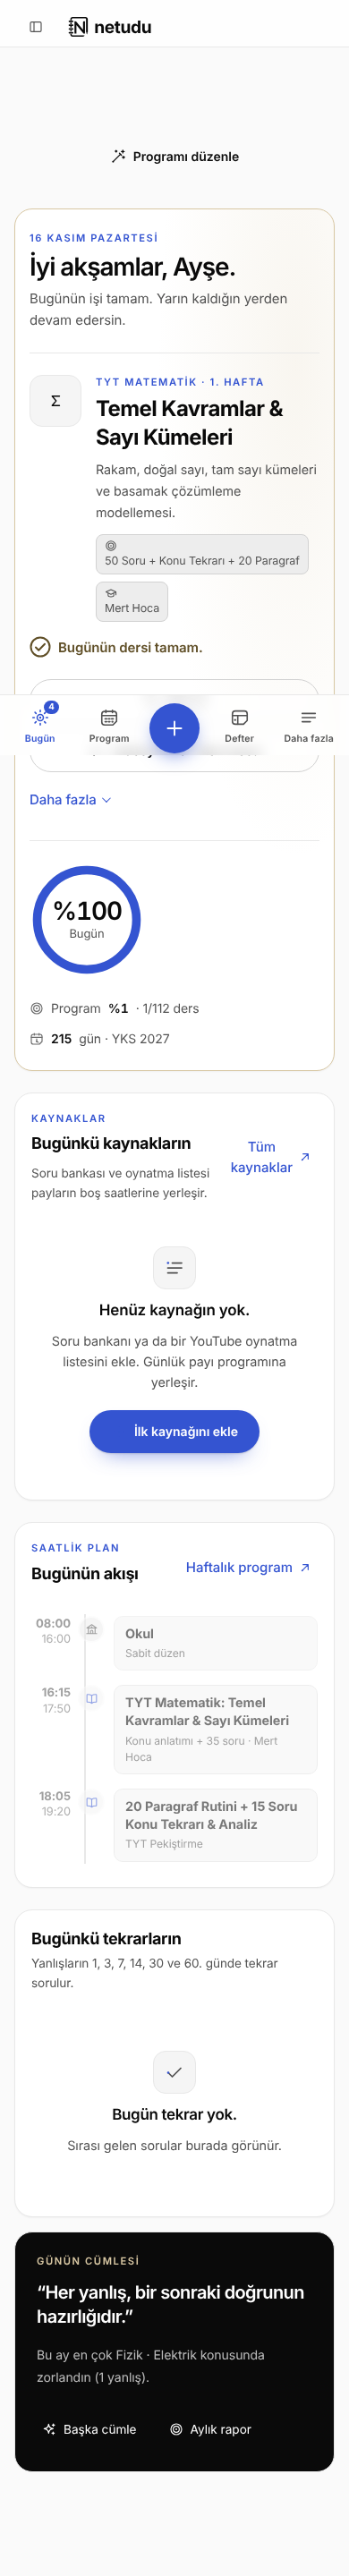 netudu
Programı düzenle
16 KASIM PAZARTESİ
İyi akşamlar, Ayşe.
Bugünün işi tamam. Yarın kaldığın yerden
devam edersin.
Σ
TYT MATEMATİK · 1. HAFTA
Temel Kavramlar &
Sayı Kümeleri
Rakam, doğal sayı, tam sayı kümeleri
ve basamak çözümleme
modellemesi.
50 Soru + Konu Tekrarı + 20 Paragraf
Mert Hoca
Bugünün dersi tamam.
4
Bugün
Program
Defter
Daha fazla
Daha fazla
%100
Bugün
Program %1 · 1/112 ders
215 gün · YKS 2027
KAYNAKLAR
Bugünkü kaynakların
Soru bankası ve oynatma listesi
payların boş saatlerine yerleşir.
Tüm
kaynaklar
Henüz kaynağın yok.
Soru bankanı ya da bir YouTube oynatma
listesini ekle. Günlük payı programına
yerleşir.
İlk kaynağını ekle
SAATLİK PLAN
Bugünün akışı
Haftalık program
08:00
16:00
Okul
Sabit düzen
16:15
17:50
TYT Matematik: Temel
Kavramlar & Sayı Kümeleri
Konu anlatımı + 35 soru · Mert
Hoca
18:05
19:20
20 Paragraf Rutini + 15 Soru
Konu Tekrarı & Analiz
TYT Pekiştirme
Bugünkü tekrarların
Yanlışların 1, 3, 7, 14, 30 ve 60. günde tekrar
sorulur.
Bugün tekrar yok.
Sırası gelen sorular burada görünür.
GÜNÜN CÜMLESİ
“Her yanlış, bir sonraki doğrunun
hazırlığıdır.”
Bu ay en çok Fizik · Elektrik konusunda
zorlandın (1 yanlış).
Başka cümle
Aylık rapor